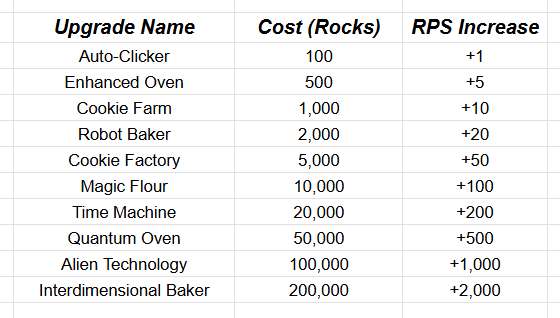 Upgrade Name Cost (Rocks) RPS Increase
Auto-Clicker 100 +1
Enhanced Oven 500 +5
Cookie Farm 1,000 +10
Robot Baker 2,000 +20
Cookie Factory 5,000 +50
Magic Flour 10,000 +100
Time Machine 20,000 +200
Quantum Oven 50,000 +500
Alien Technology 100,000 +1,000
Interdimensional Baker 200,000 +2,000